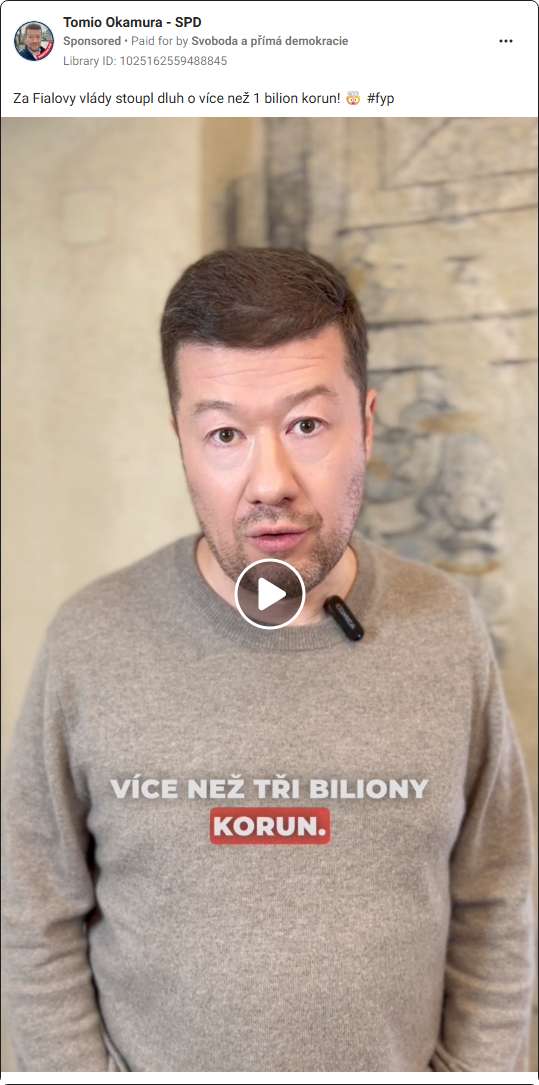 Tomio Okamura - SPD
Sponsored • Paid for by Svoboda a přímá demokracie
Library ID: 1025162559488845
Za Fialovy vlády stoupl dluh o více než 1 bilion korun! 🤯 #fyp
VÍCE NEŽ TŘI BILIONY
KORUN.